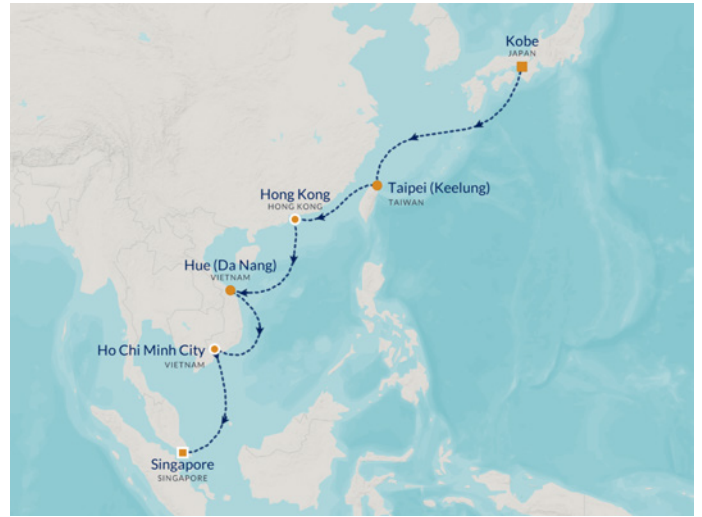 Kobe
JAPAN
Taipei (Keelung)
TAIWAN
Hong Kong
HONG KONG
Hue (Da Nang)
VIETNAM
Ho Chi Minh City
VIETNAM
Singapore
SINGAPORE